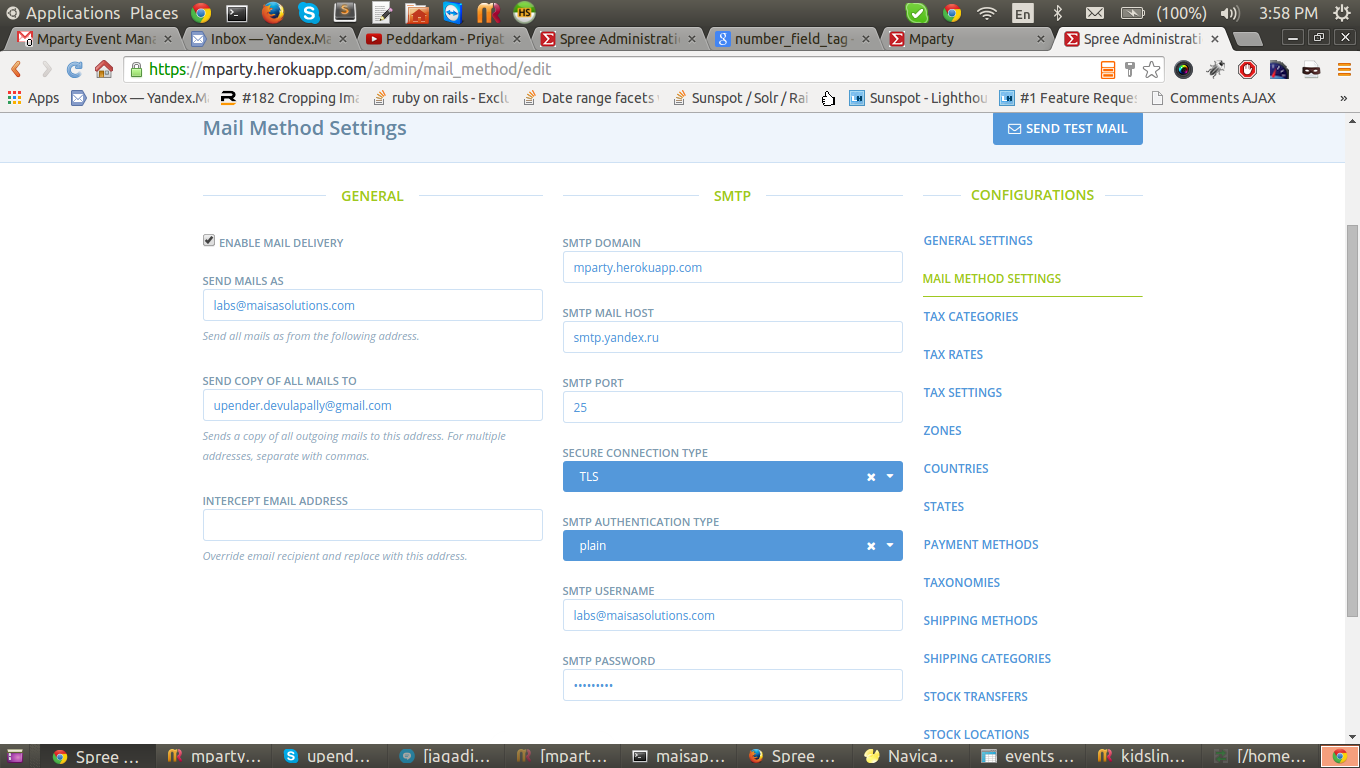 Applications Places
En (100%) 3:58 PM
Mparty Event Mana Inbox — Yandex.Ma Peddarkam - Priyat Spree Administrati number_field_tag - Mparty Spree Administrati
https://mparty.herokuapp.com/admin/mail_method/edit
Apps Inbox — Yandex.Ma #182 Cropping Ima ruby on rails - Exclu Date range facets Sunspot / Solr / Rai Sunspot - Lighthou #1 Feature Reques Comments AJAX »
Mail Method Settings
SEND TEST MAIL
GENERAL
ENABLE MAIL DELIVERY
SEND MAILS AS
labs@maisasolutions.com
Send all mails as from the following address.
SEND COPY OF ALL MAILS TO
upender.devulapally@gmail.com
Sends a copy of all outgoing mails to this address. For multiple
addresses, separate with commas.
INTERCEPT EMAIL ADDRESS
Override email recipient and replace with this address.
SMTP
SMTP DOMAIN
mparty.herokuapp.com
SMTP MAIL HOST
smtp.yandex.ru
SMTP PORT
25
SECURE CONNECTION TYPE
TLS
SMTP AUTHENTICATION TYPE
plain
SMTP USERNAME
labs@maisasolutions.com
SMTP PASSWORD
•••••••••
CONFIGURATIONS
GENERAL SETTINGS
MAIL METHOD SETTINGS
TAX CATEGORIES
TAX RATES
TAX SETTINGS
ZONES
COUNTRIES
STATES
PAYMENT METHODS
TAXONOMIES
SHIPPING METHODS
SHIPPING CATEGORIES
STOCK TRANSFERS
STOCK LOCATIONS
Spree ... mparty... upend... [jagadi... [mpart... maisap... Spree ... Navica... events ... kidslin... [/home...